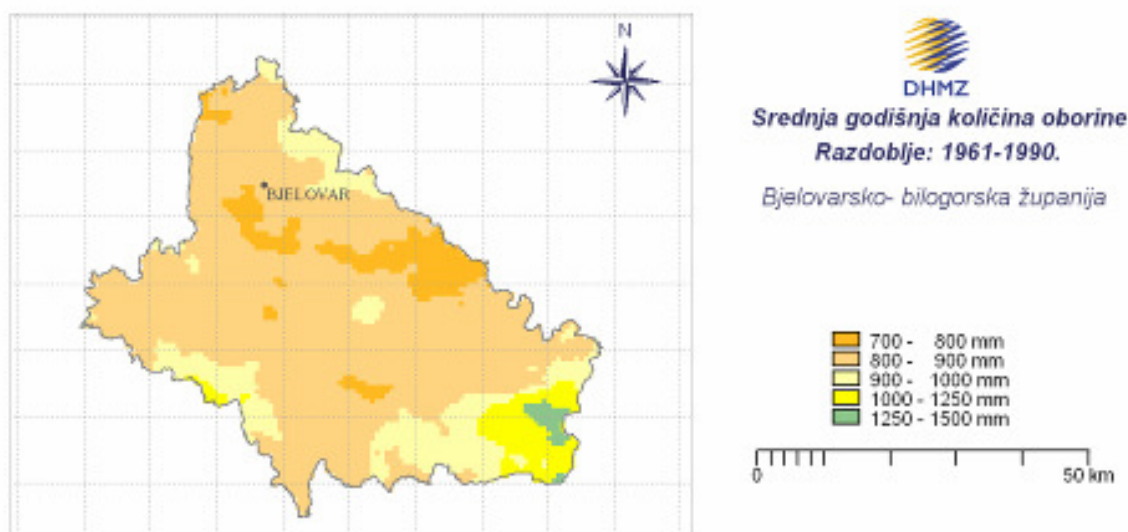 N
BJELOVAR
DHMZ
Srednja godišnja količina oborine
Razdoblje: 1961-1990.
Bjelovarsko- bilogorska županija
700 - 800 mm
800 - 900 mm
900 - 1000 mm
1000 - 1250 mm
1250 - 1500 mm
0 50 km